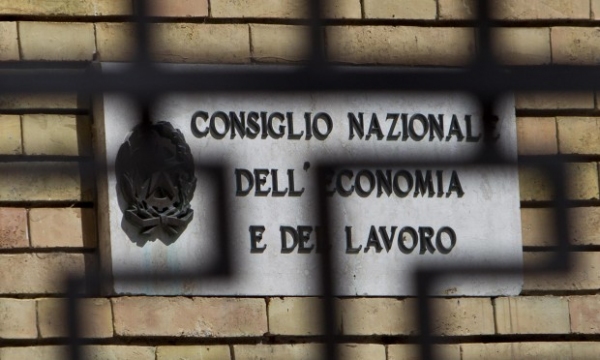 CONSIGLIO NAZIONALE
DELL'ECONOMIA
E DEL LAVORO